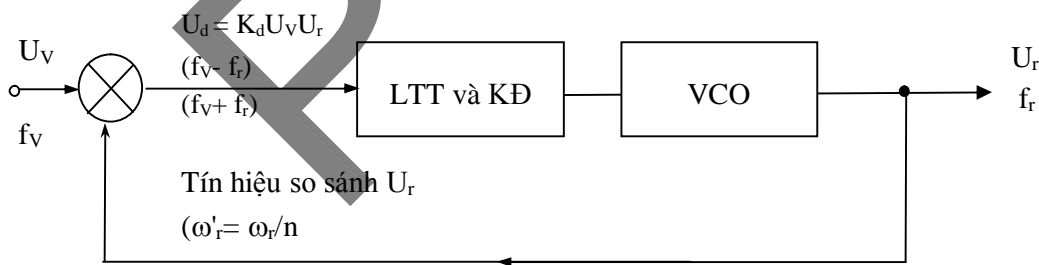 U_d = K_dU_VU_r
U_V
(f_V- f_r)
(f_V+ f_r)
f_V
LTT và KĐ
VCO
U_r
f_r
Tín hiệu so sánh U_r
(ω'_r= ω_r/n